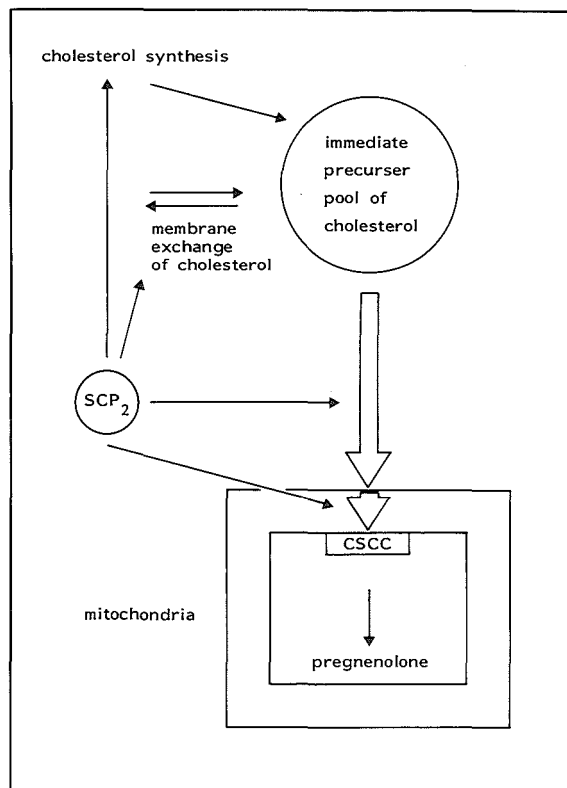 cholesterol synthesis
immediate
precurser
pool of
cholesterol
membrane
exchange
of cholesterol
SCP2
CSCC
mitochondria
pregnenolone